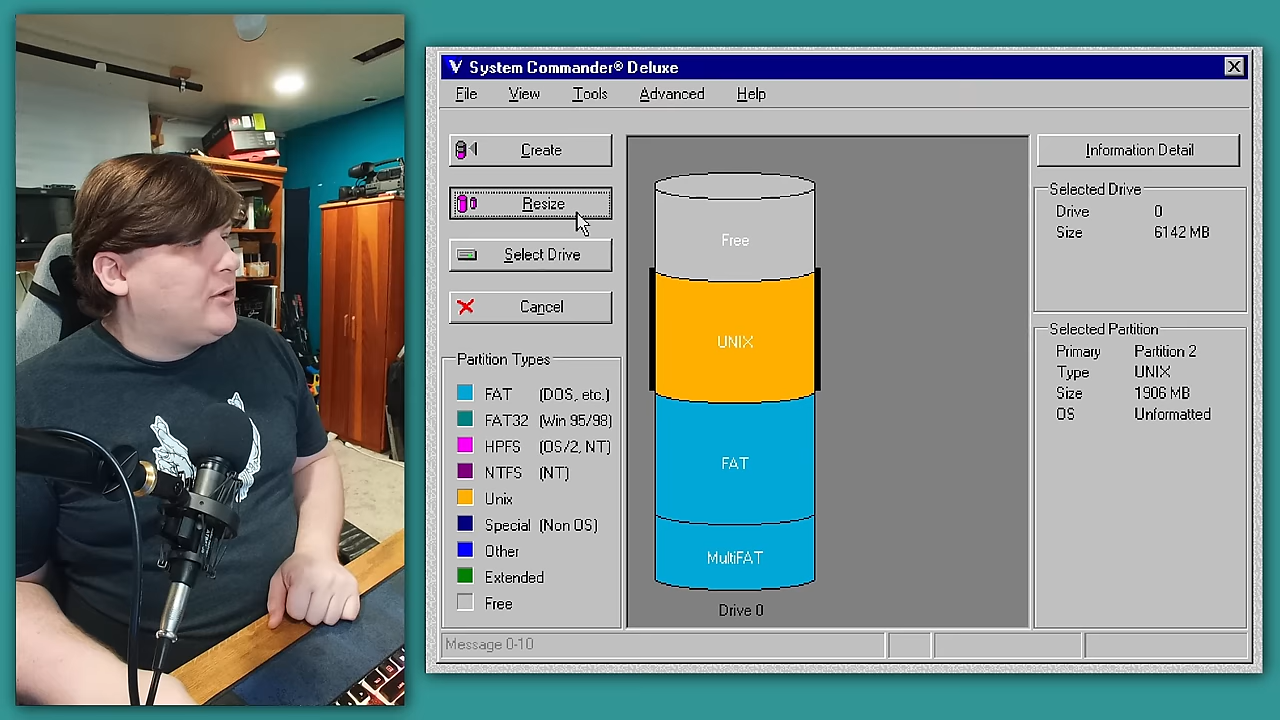 System Commander® Deluxe
File View Tools Advanced Help
Create
Resize
Select Drive
Cancel
Partition Types
FAT (DOS, etc.)
FAT32 (Win 95/98)
HPFS (OS/2, NT)
NTFS (NT)
Unix
Special (Non OS)
Other
Extended
Free
Free
UNIX
FAT
MultiFAT
Drive 0
Information Detail
Selected Drive
Drive 0
Size 6142 MB
Selected Partition
Primary Partition 2
Type UNIX
Size 1906 MB
OS Unformatted
Message 0-10